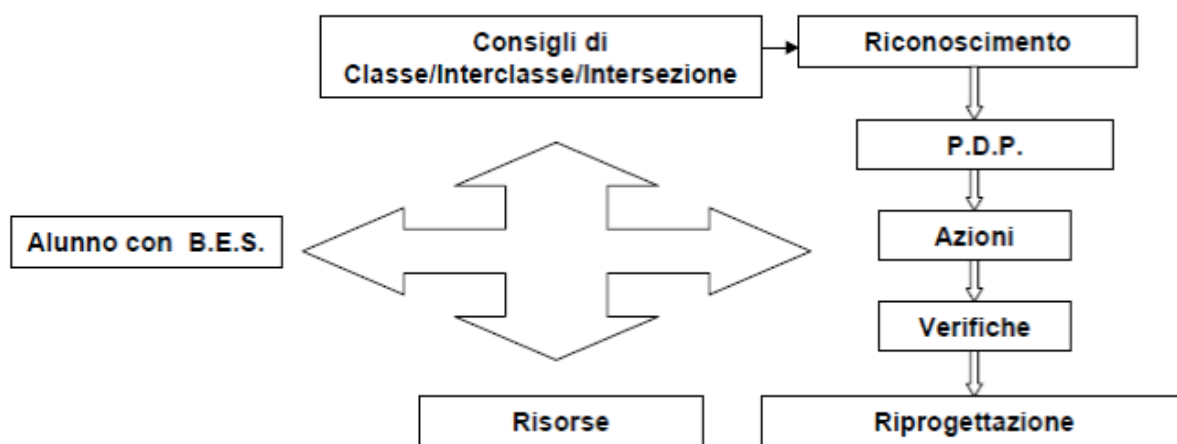 Consigli di
Classe/Interclasse/Intersezione
Riconoscimento
P.D.P.
Alunno con B.E.S.
Azioni
Verifiche
Risorse
Riprogettazione